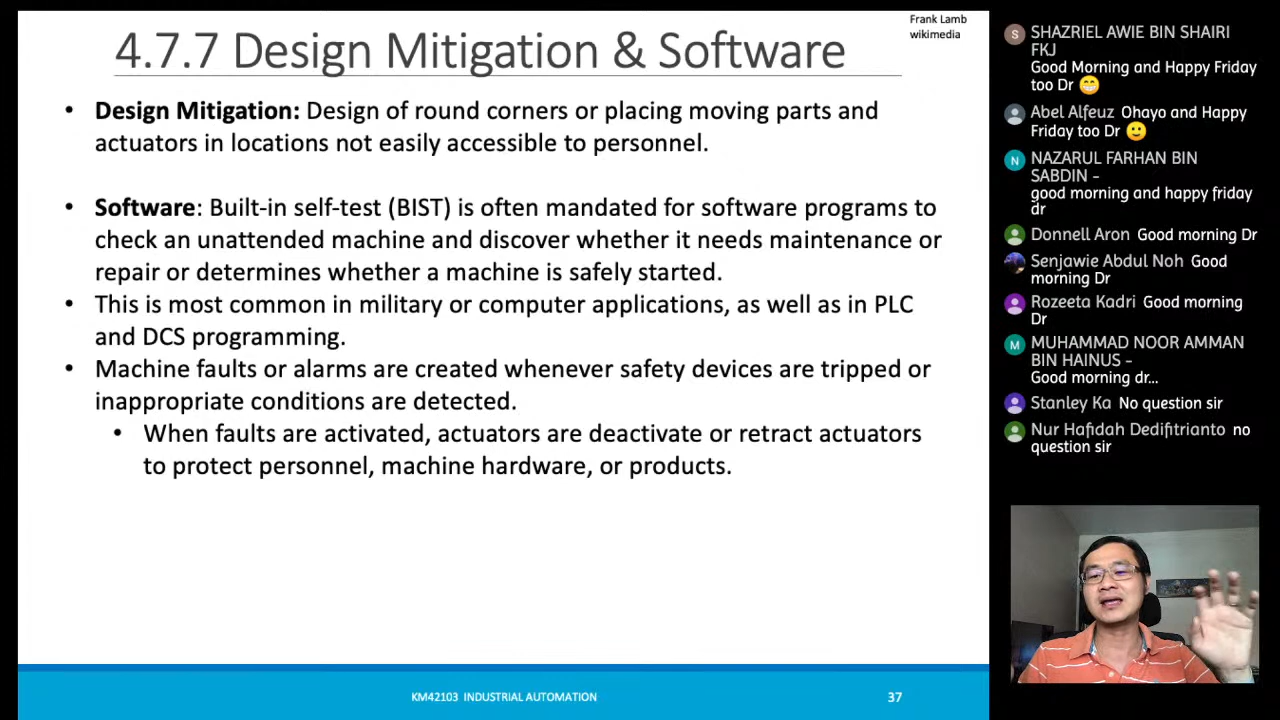 Frank Lamb
wikimedia
4.7.7 Design Mitigation & Software
• Design Mitigation: Design of round corners or placing moving parts and
actuators in locations not easily accessible to personnel.
• Software: Built-in self-test (BIST) is often mandated for software programs to
check an unattended machine and discover whether it needs maintenance or
repair or determines whether a machine is safely started.
• This is most common in military or computer applications, as well as in PLC
and DCS programming.
• Machine faults or alarms are created whenever safety devices are tripped or
inappropriate conditions are detected.
• When faults are activated, actuators are deactivate or retract actuators
to protect personnel, machine hardware, or products.
KM42103 INDUSTRIAL AUTOMATION
37
S
SHAZRIEL AWIE BIN SHAIRI
FKJ
Good Morning and Happy Friday
too Dr 😁
Abel Alfeuz Ohayo and Happy
Friday too Dr 🙂
N
NAZARUL FARHAN BIN
SABDIN -
good morning and happy friday
dr
Donnell Aron Good morning Dr
Senjawie Abdul Noh Good
morning Dr
Rozeeta Kadri Good morning
Dr
M
MUHAMMAD NOOR AMMAN
BIN HAINUS -
Good morning dr...
Stanley Ka No question sir
Nur Hafidah Dedifitrianto no
question sir